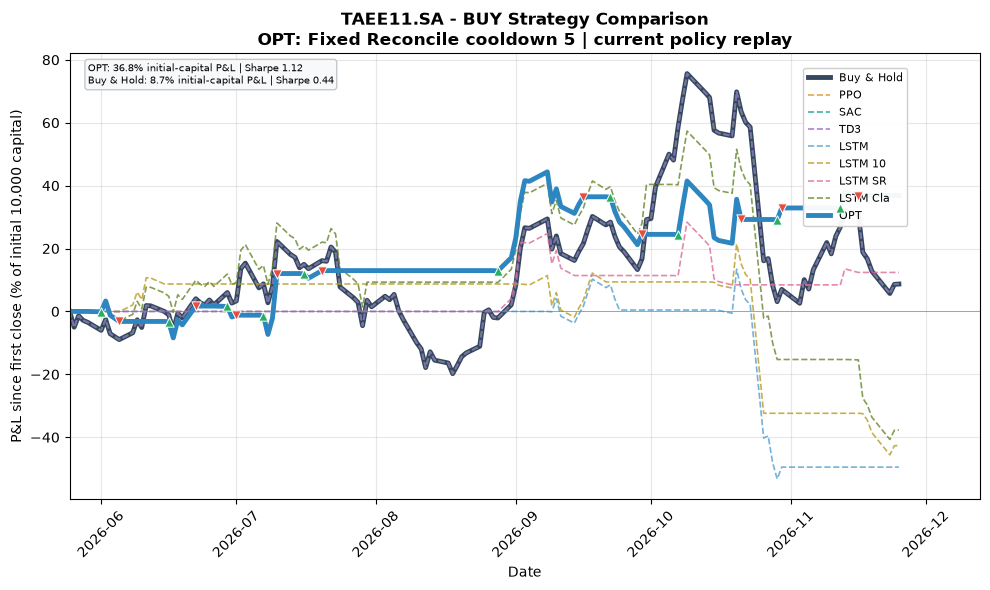 TAEE11.SA - BUY Strategy Comparison
OPT: Fixed Reconcile cooldown 5 | current policy replay
OPT: 36.8% initial-capital P&L | Sharpe 1.12
Buy & Hold: 8.7% initial-capital P&L | Sharpe 0.44
Buy & Hold
PPO
SAC
TD3
LSTM
LSTM 10
LSTM SR
LSTM Cla
OPT
P&L since first close (% of initial 10,000 capital)
80
60
40
20
0
−20
−40
2026-06
2026-07
2026-08
2026-09
2026-10
2026-11
2026-12
Date